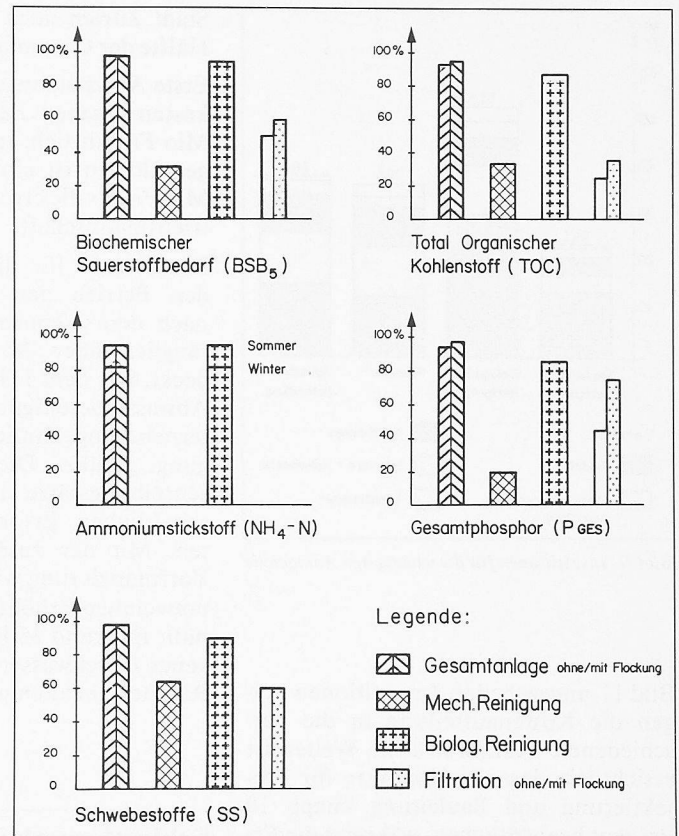 100%
80
60
40
20
0
Biochemischer
Sauerstoffbedarf (BSB5)
100%
80
60
40
20
0
Total Organischer
Kohlenstoff (TOC)
100%
80
60
40
20
0
Sommer
Winter
Ammoniumstickstoff (NH4-N)
100%
80
60
40
20
0
Gesamtphosphor (P GES)
100%
80
60
40
20
0
Schwebestoffe (SS)
Legende:
Gesamtanlage ohne/mit Flockung
Mech. Reinigung
Biolog. Reinigung
Filtration ohne/mit Flockung